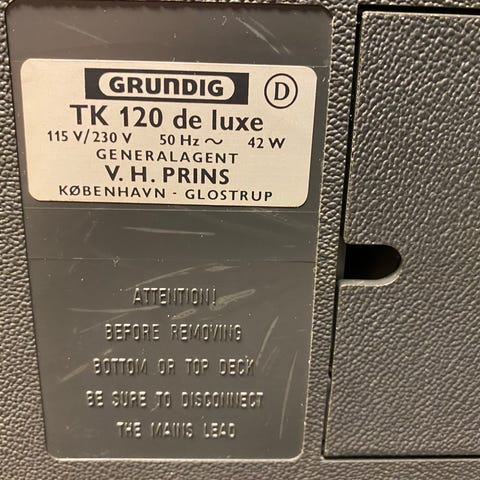 GRUNDIG D
TK 120 de luxe
115 V/230 V 50 Hz ~ 42 W
GENERALAGENT
V. H. PRINS
KØBENHAVN - GLOSTRUP
ATTENTION!
BEFORE REMOVING
BOTTOM OR TOP DECK
BE SURE TO DISCONNECT
THE MAINS LEAD